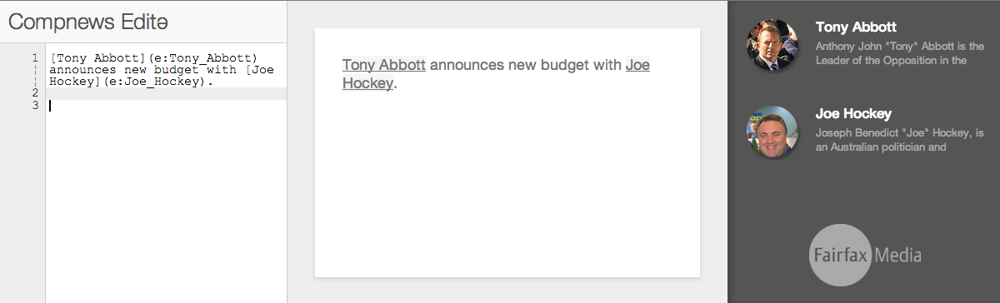 Compnews Editə
1 [Tony Abbott](e:Tony_Abbott)
announces new budget with [Joe
Hockey](e:Joe_Hockey).
2
3
Tony Abbott announces new budget with Joe
Hockey.
Tony Abbott
Anthony John "Tony" Abbott is the
Leader of the Opposition in the
Joe Hockey
Joseph Benedict "Joe" Hockey, is
an Australian politician and
Fairfax Media